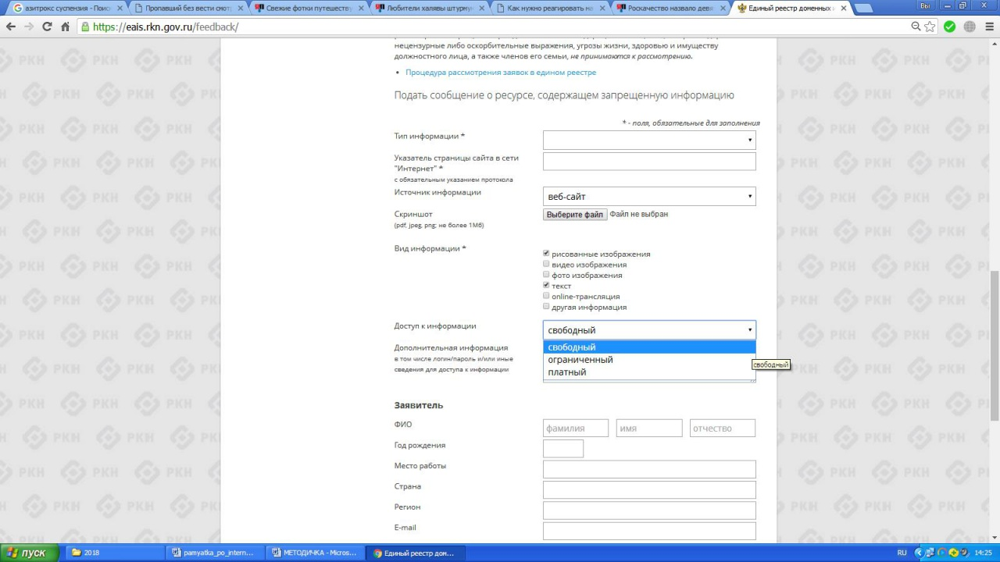 азитрокс суспензия - Поис
Пропавший без вести смот
Свежие фотки путешеству
Любители халявы штурну
Как нужно реагировать на
Роскачество назвало девя
Единый реестр доменных и
Вы
https://eais.rkn.gov.ru/feedback/
нецензурные либо оскорбительные выражения, угрозы жизни, здоровью и имуществу
должностного лица, а также членов его семьи, не принимаются к рассмотрению.
• Процедура рассмотрения заявок в едином реестре
Подать сообщение о ресурсе, содержащем запрещенную информацию
* - поля, обязательные для заполнения
Тип информации *
Указатель страницы сайта в сети
"Интернет" *
с обязательным указанием протокола
Источник информации
веб-сайт
Скриншот
(pdf, jpeg, png; не более 1Мб)
Выберите файл Файл не выбран
Вид информации *
рисованные изображения
видео изображения
фото изображения
текст
online-трансляция
другая информация
Доступ к информации
свободный
свободный
ограниченный
платный
свободный
Дополнительная информация
в том числе логин/пароль и/или иные
сведения для доступа к информации
Заявитель
ФИО
фамилия
имя
отчество
Год рождения
Место работы
Страна
Регион
E-mail
РКН
пуск
2018
pamyatka_po_intern...
МЕТОДИЧКА - Micros...
Единый реестр дом...
RU
14:25